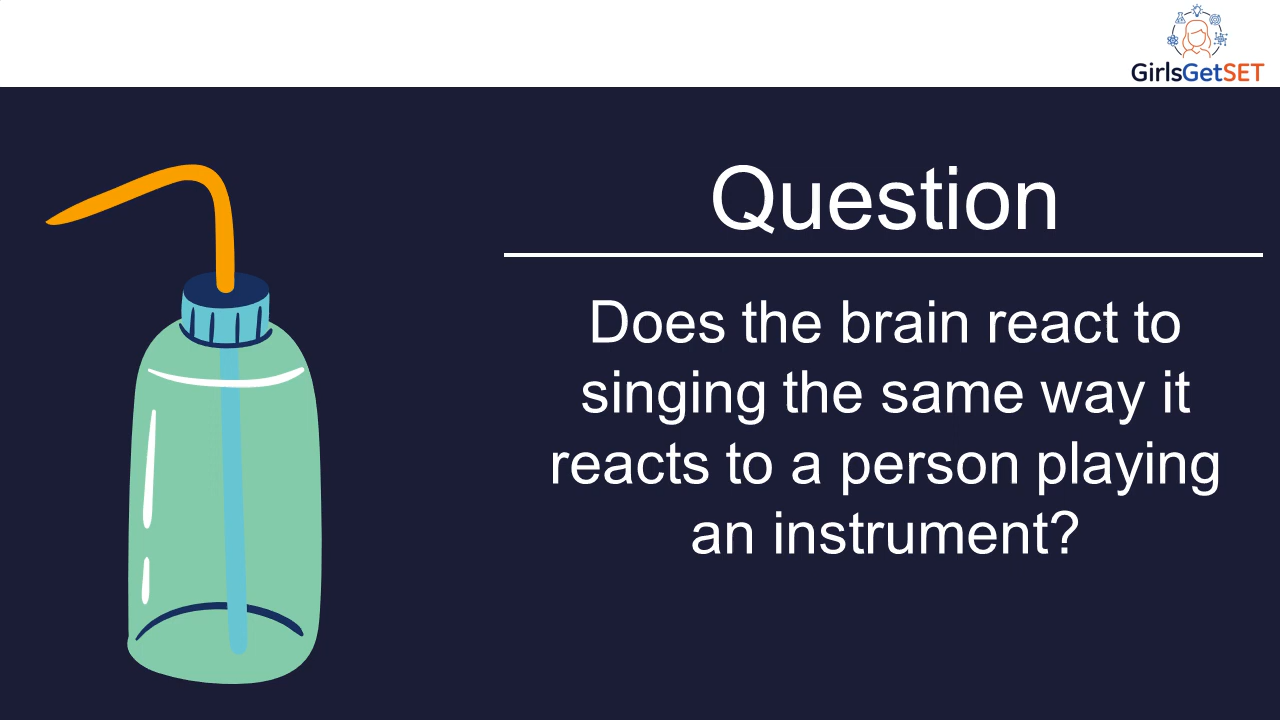 GirlsGetSET
Question
Does the brain react to
singing the same way it
reacts to a person playing
an instrument?